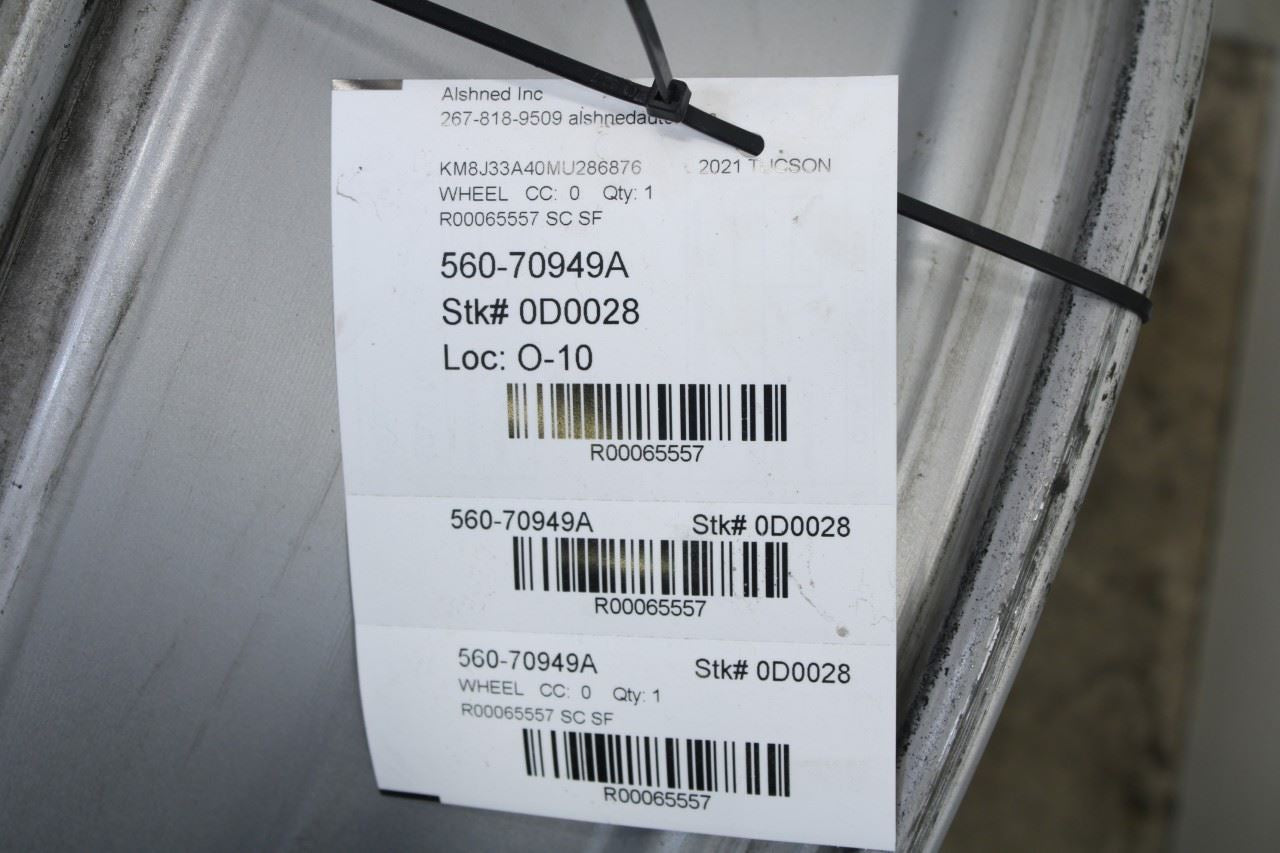 Alshned Inc
267-818-9509 alshnedauto
KM8J33A40MU286876 2021 TUCSON
WHEEL CC: 0 Qty: 1
R00065557 SC SF
560-70949A
Stk# 0D0028
Loc: O-10
R00065557
560-70949A Stk# 0D0028
R00065557
560-70949A Stk# 0D0028
WHEEL CC: 0 Qty: 1
R00065557 SC SF
R00065557